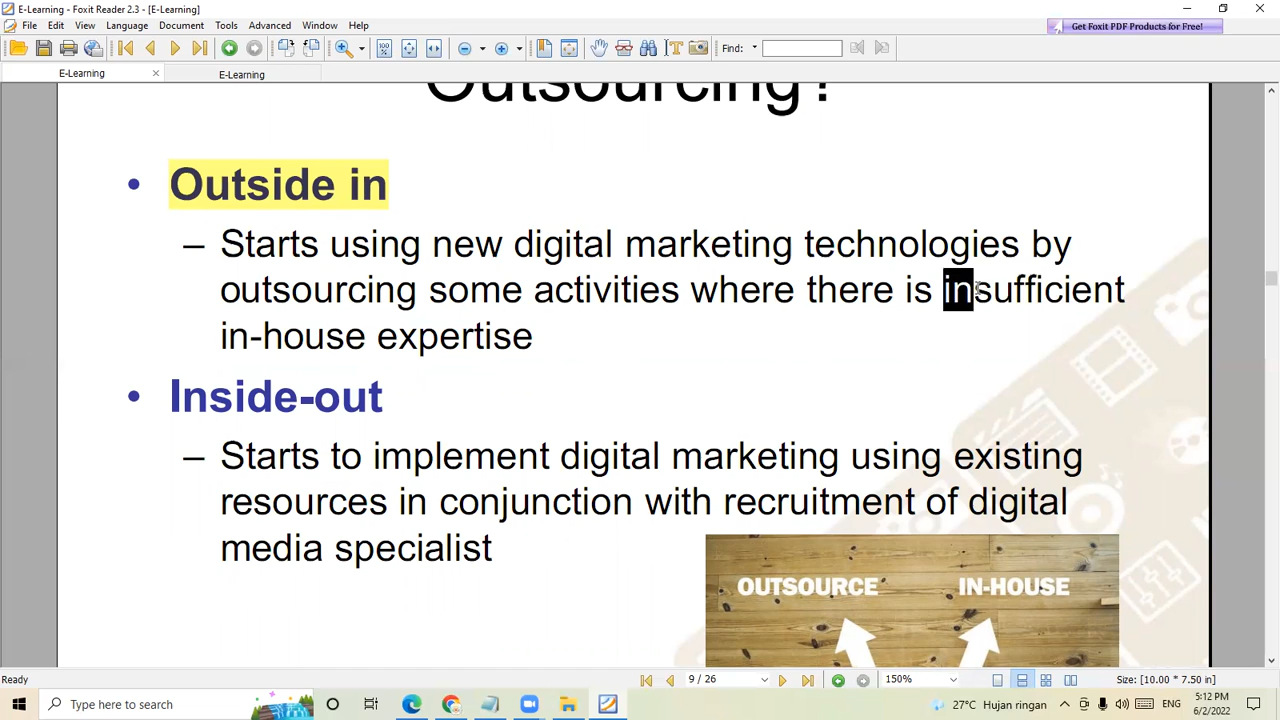 E-Learning - Foxit Reader 2.3 - [E-Learning]
File Edit View Language Document Tools Advanced Window Help
Get Foxit PDF Products for Free!
Find:
E-Learning
E-Learning
Outsourcing?
• Outside in
– Starts using new digital marketing technologies by
outsourcing some activities where there is insufficient
in-house expertise
• Inside-out
– Starts to implement digital marketing using existing
resources in conjunction with recruitment of digital
media specialist
OUTSOURCE IN-HOUSE
Ready
9 / 26
150%
Size: [10.00 * 7.50 in]
Type here to search
27°C Hujan ringan
ENG
5:12 PM
6/2/2022